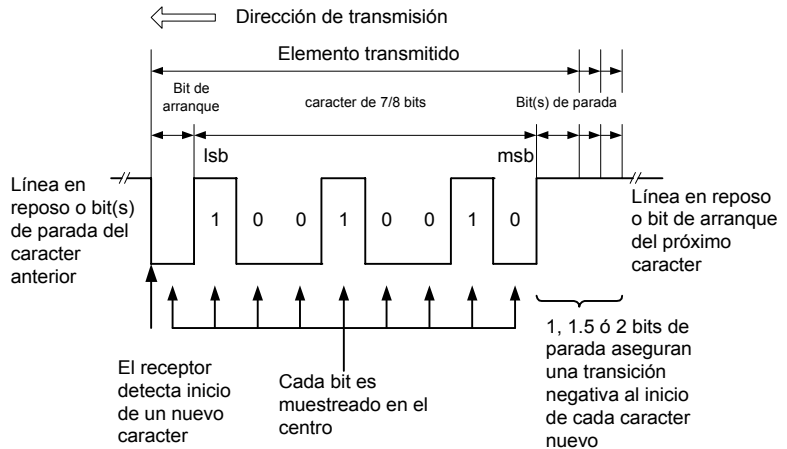 Dirección de transmisión
Elemento transmitido
Bit de
arranque
caracter de 7/8 bits
Bit(s) de parada
lsb
msb
Línea en
reposo o bit(s)
de parada del
caracter
anterior
1 0 0 1 0 0 1 0
Línea en reposo
o bit de arranque
del próximo
caracter
El receptor
detecta inicio
de un nuevo
caracter
Cada bit es
muestreado en el
centro
1, 1.5 ó 2 bits de
parada aseguran
una transición
negativa al inicio
de cada caracter
nuevo